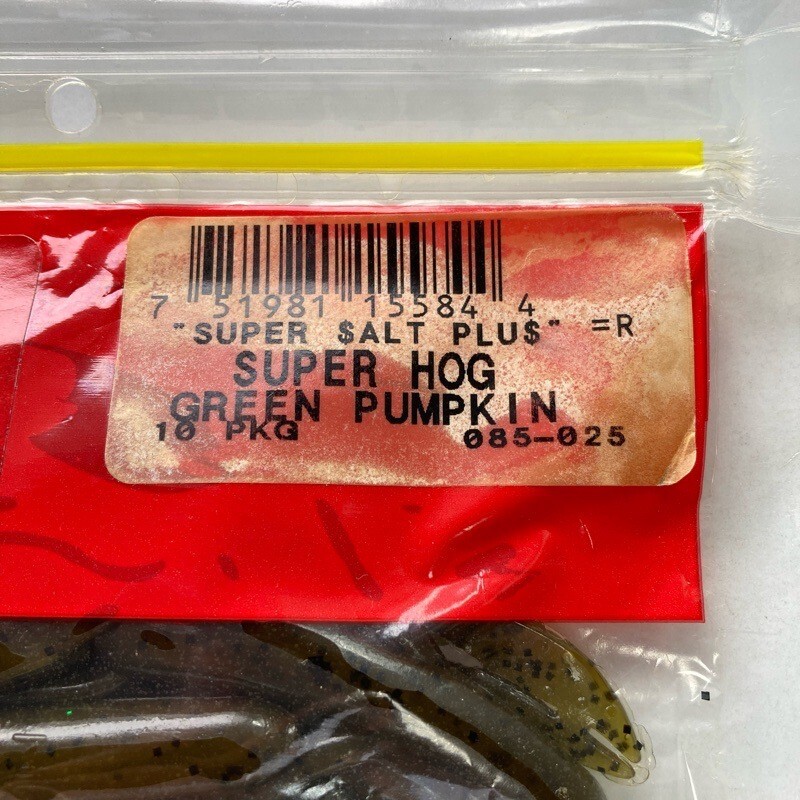 7 51981 15584 4
"SUPER $ALT PLU$" =R
SUPER HOG
GREEN PUMPKIN
10 PKG 085-025